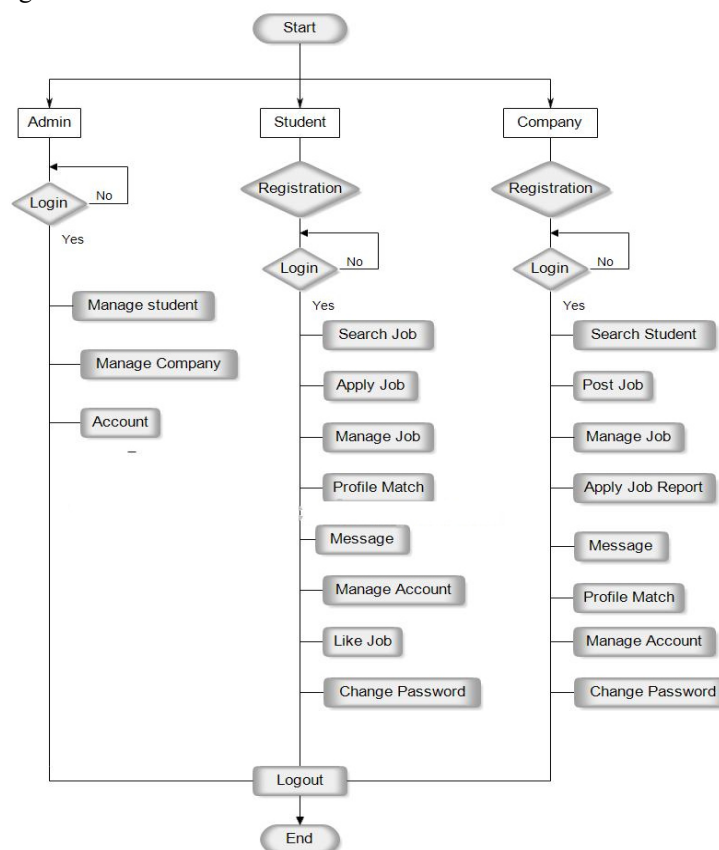 Start
Admin
Student
Company
Login
No
Yes
Manage student
Manage Company
Account
Registration
Login
No
Yes
Search Job
Apply Job
Manage Job
Profile Match
Message
Manage Account
Like Job
Change Password
Registration
Login
No
Yes
Search Student
Post Job
Manage Job
Apply Job Report
Message
Profile Match
Manage Account
Change Password
Logout
End